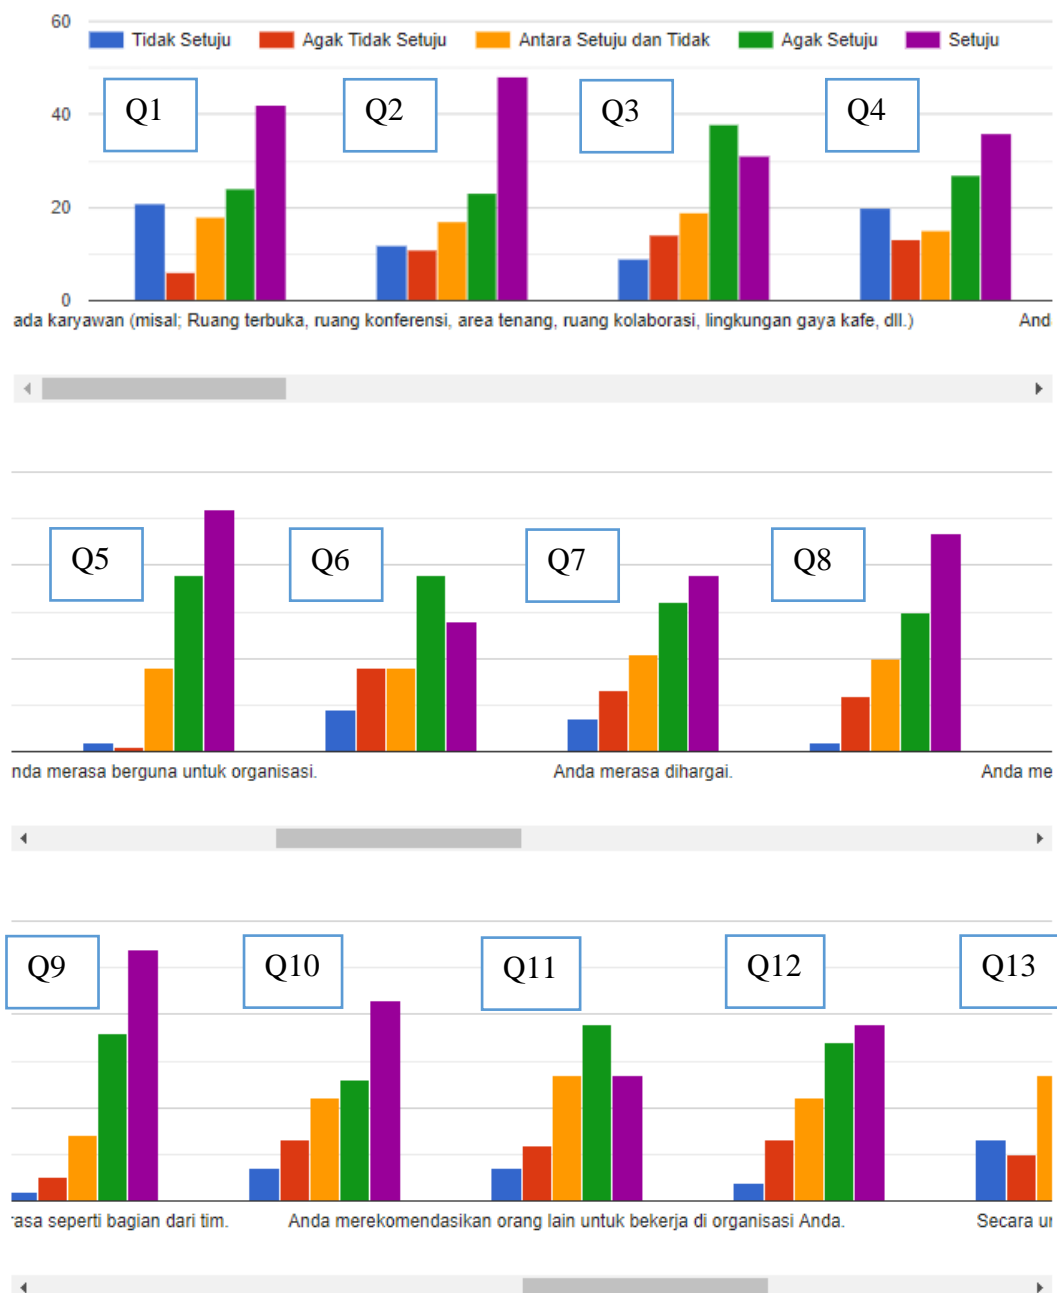 60
Tidak Setuju Agak Tidak Setuju Antara Setuju dan Tidak Agak Setuju Setuju
Q1 Q2 Q3 Q4
40
20
0
ada karyawan (misal; Ruang terbuka, ruang konferensi, area tenang, ruang kolaborasi, lingkungan gaya kafe, dll.) And
Q5 Q6 Q7 Q8
nda merasa berguna untuk organisasi. Anda merasa dihargai. Anda me
Q9 Q10 Q11 Q12 Q13
rasa seperti bagian dari tim. Anda merekomendasikan orang lain untuk bekerja di organisasi Anda. Secara ur